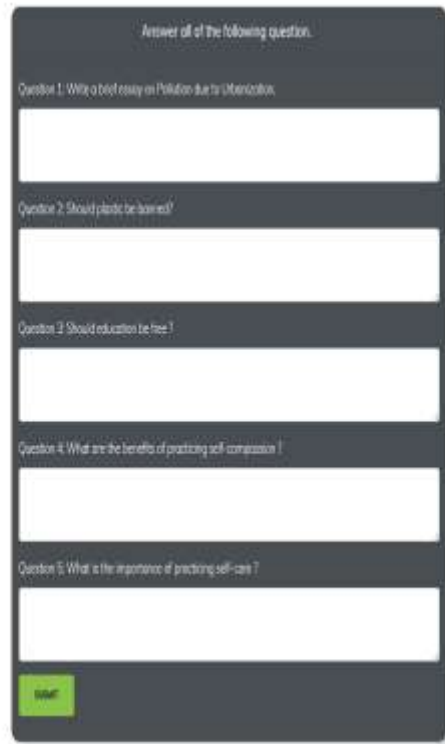 Answer all of the following question.
Question 1: Write a brief essay on Pollution due to Urbanization.
Question 2: Should plastic be banned?
Question 3: Should education be free ?
Question 4: What are the benefits of practicing self-compassion ?
Question 5: What is the importance of practicing self-care ?
SUBMIT